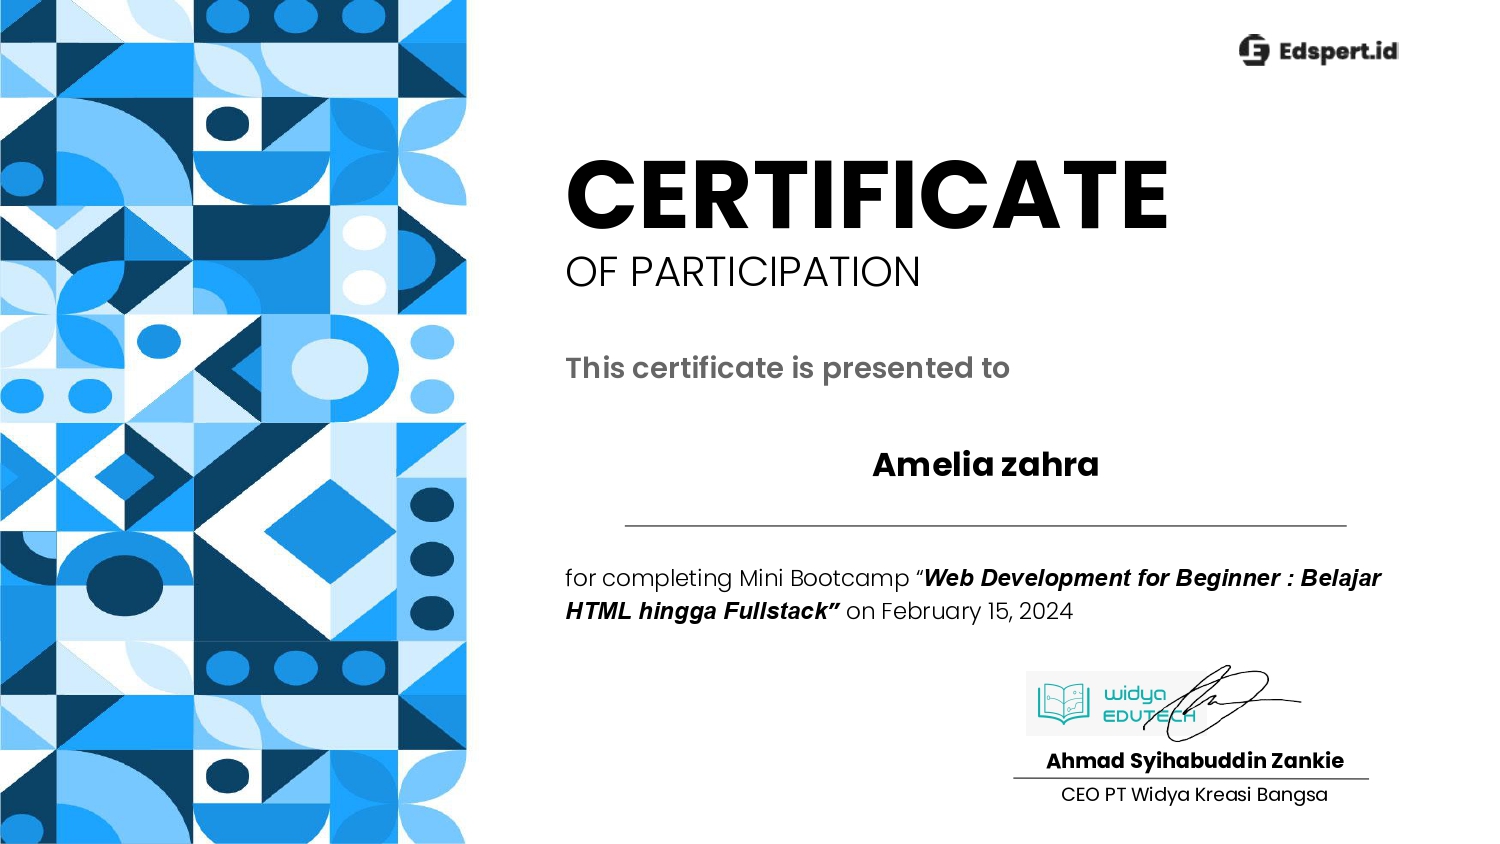 Edspert.id
CERTIFICATE
OF PARTICIPATION
This certificate is presented to
Amelia zahra
for completing Mini Bootcamp “Web Development for Beginner : Belajar
HTML hingga Fullstack” on February 15, 2024
widya
EDUTECH
Ahmad Syihabuddin Zankie
CEO PT Widya Kreasi Bangsa